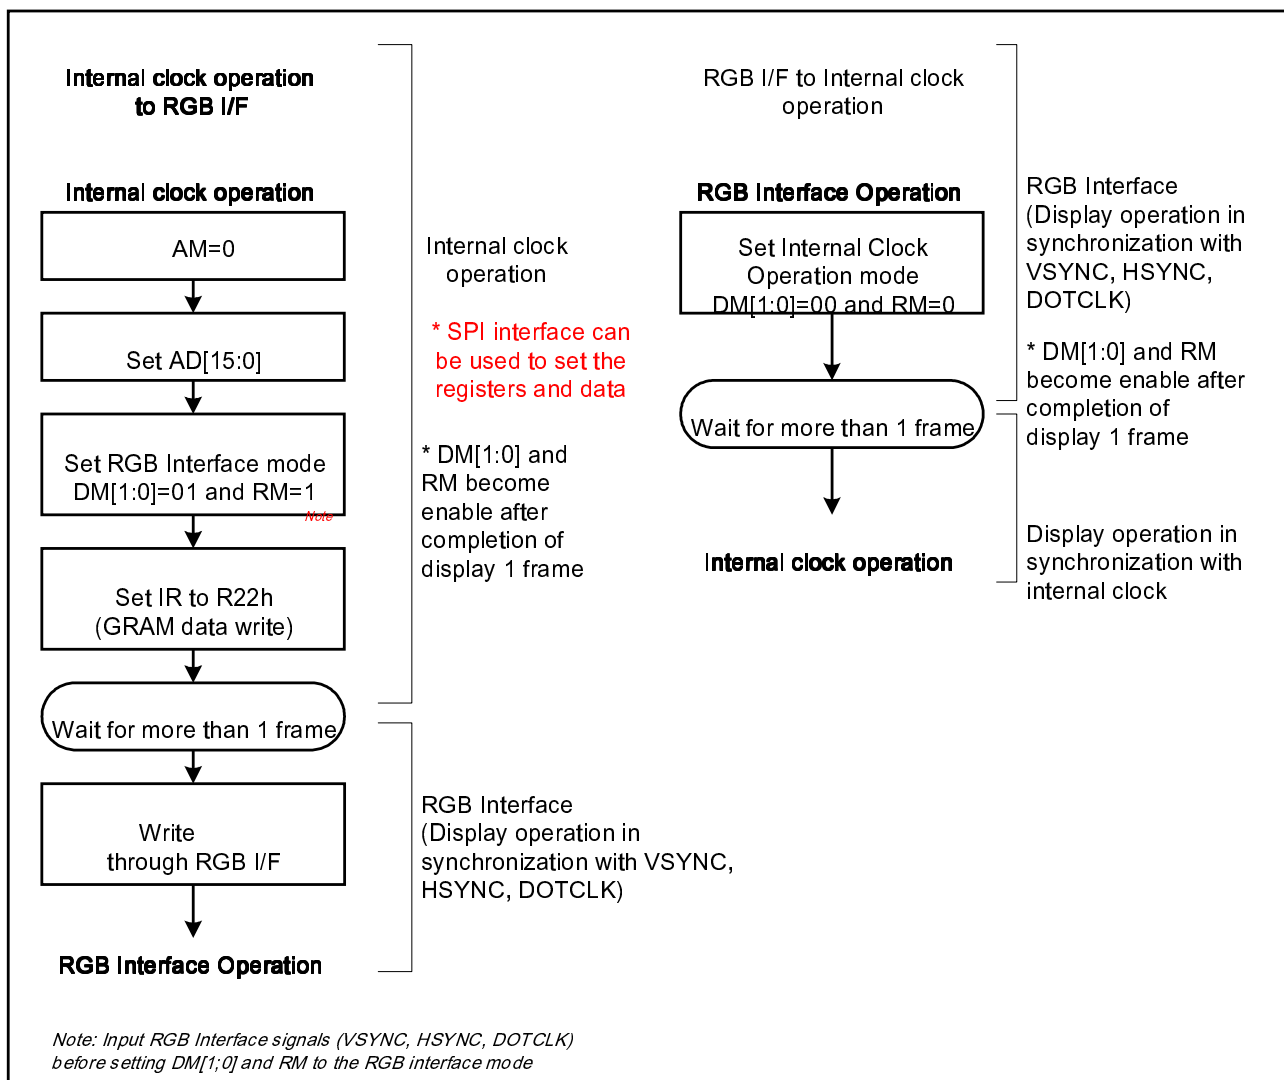 Internal clock operation
to RGB I/F
Internal clock operation
AM=0
Set AD[15:0]
Set RGB Interface mode
DM[1:0]=01 and RM=1
Note
Set IR to R22h
(GRAM data write)
Wait for more than 1 frame
Write
through RGB I/F
RGB Interface Operation
Internal clock
operation
* SPI interface can
be used to set the
registers and data
* DM[1:0] and
RM become
enable after
completion of
display 1 frame
RGB Interface
(Display operation in
synchronization with VSYNC,
HSYNC, DOTCLK)
RGB I/F to Internal clock
operation
RGB Interface Operation
Set Internal Clock
Operation mode
DM[1:0]=00 and RM=0
Wait for more than 1 frame
Internal clock operation
RGB Interface
(Display operation in
synchronization with
VSYNC, HSYNC,
DOTCLK)
* DM[1:0] and RM
become enable after
completion of
display 1 frame
Display operation in
synchronization with
internal clock
Note: Input RGB Interface signals (VSYNC, HSYNC, DOTCLK)
before setting DM[1;0] and RM to the RGB interface mode